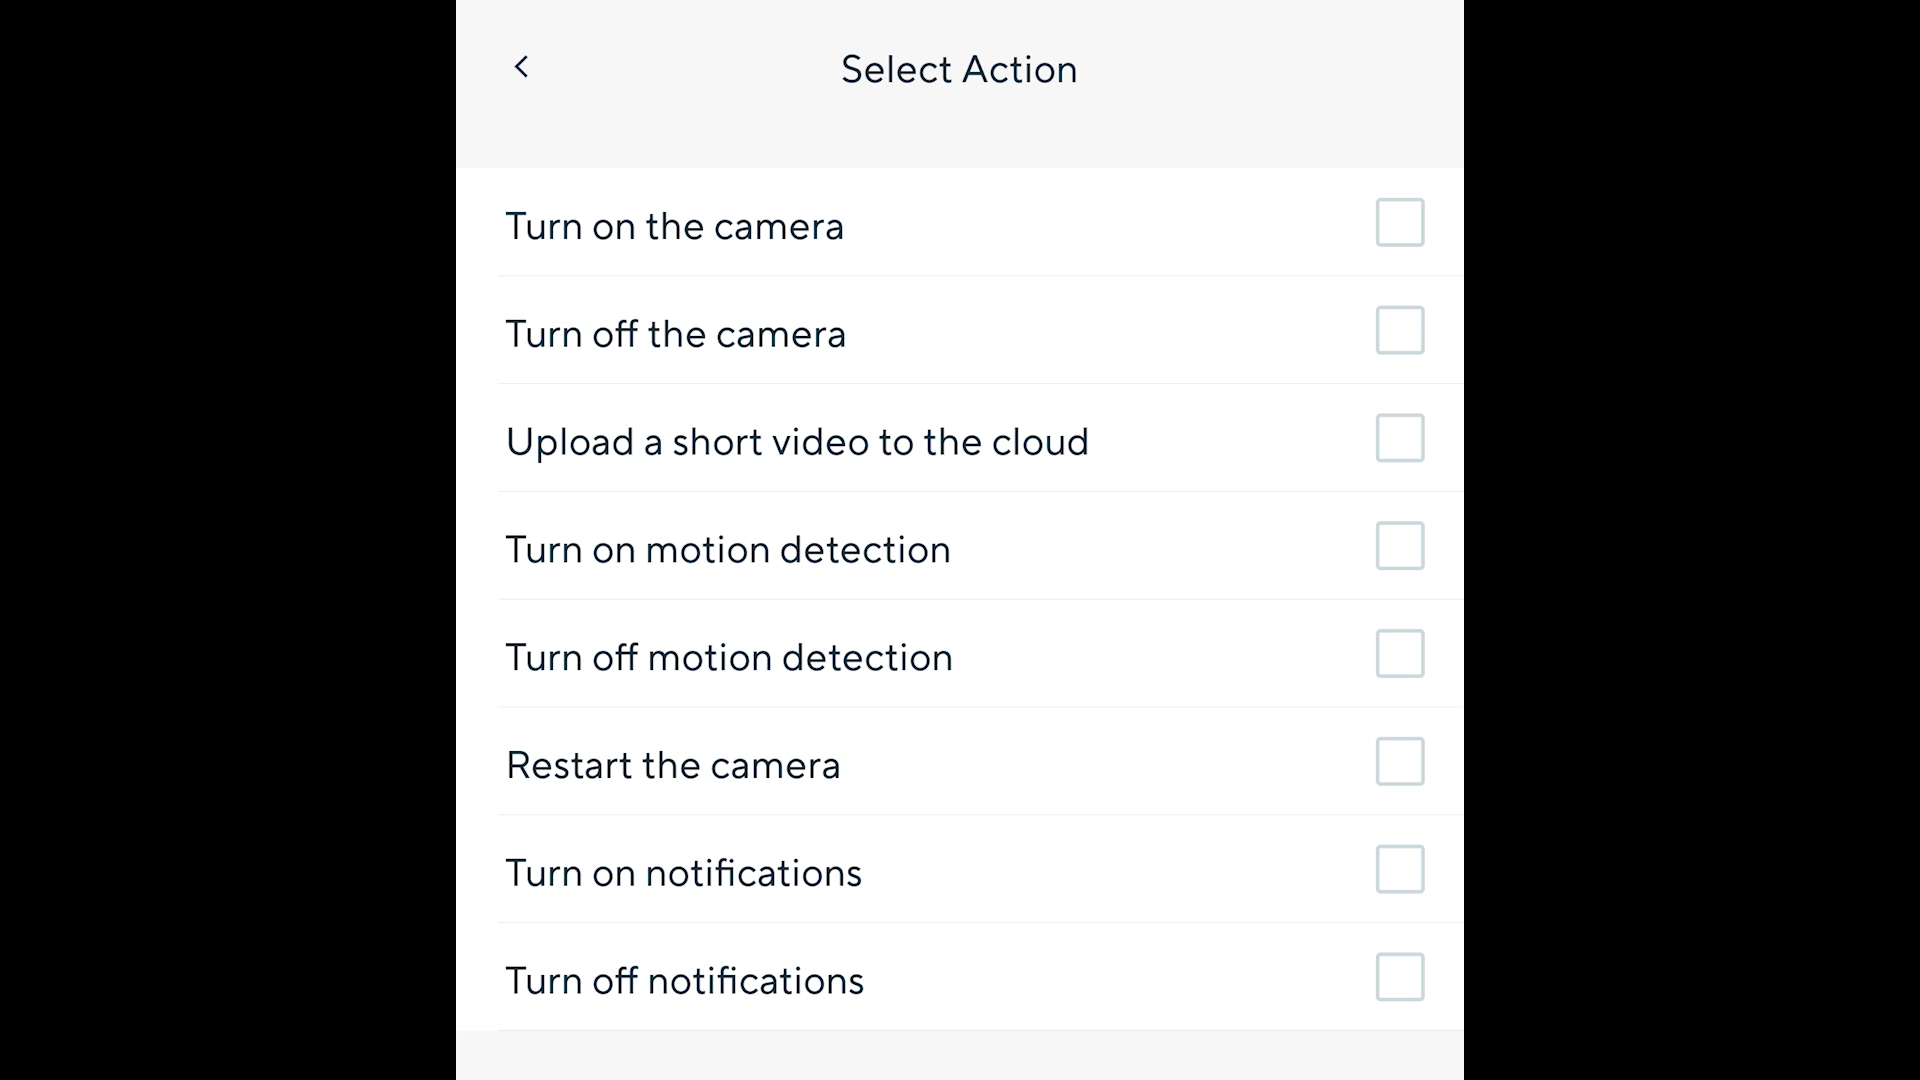 Select Action
Turn on the camera
Turn off the camera
Upload a short video to the cloud
Turn on motion detection
Turn off motion detection
Restart the camera
Turn on notifications
Turn off notifications